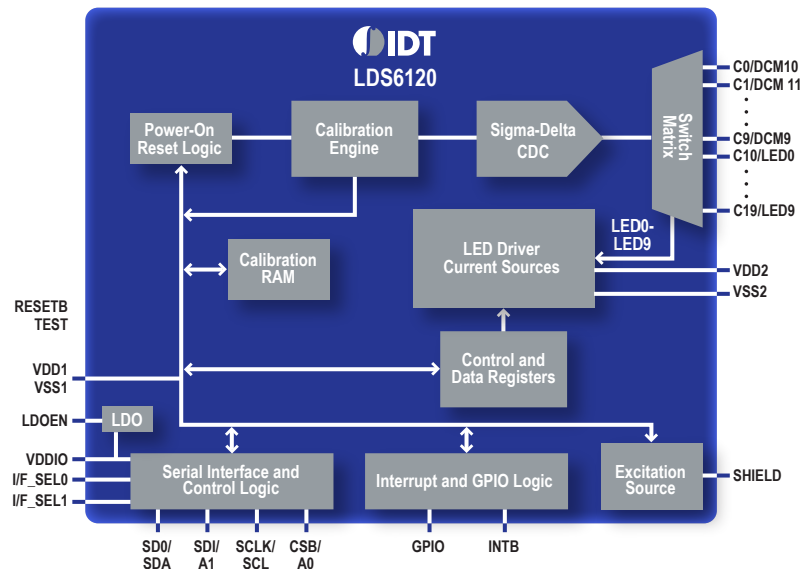 IDT
LDS6120
C0/DCM10
C1/DCM 11
C9/DCM9
C10/LED0
C19/LED9
Power-On
Reset Logic
Calibration
Engine
Sigma-Delta
CDC
Switch
Matrix
LED0-
LED9
LED Driver
Current Sources
VDD2
VSS2
Calibration
RAM
RESETB
TEST
VDD1
VSS1
Control and
Data Registers
LDOEN
LDO
VDDIO
I/F_SEL0
I/F_SEL1
Serial Interface and
Control Logic
Interrupt and GPIO Logic
Excitation
Source
SHIELD
SD0/
SDA
SDI/
A1
SCLK/
SCL
CSB/
A0
GPIO
INTB